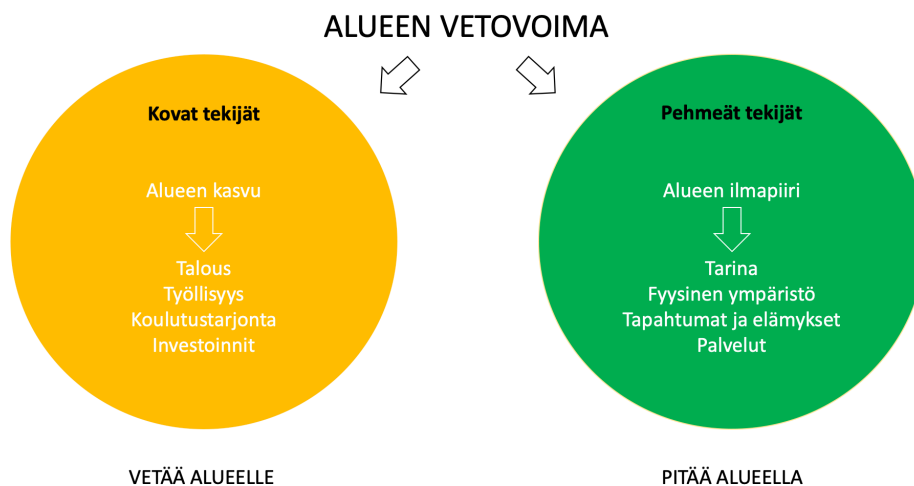 ALUEEN VETOVOIMA
Kovat tekijät
Alueen kasvu
Talous
Työllisyys
Koulutustarjonta
Investoinnit
VETÄÄ ALUEELLE
Pehmeät tekijät
Alueen ilmapiiri
Tarina
Fyysinen ympäristö
Tapahtumat ja elämykset
Palvelut
PITÄÄ ALUEELLA